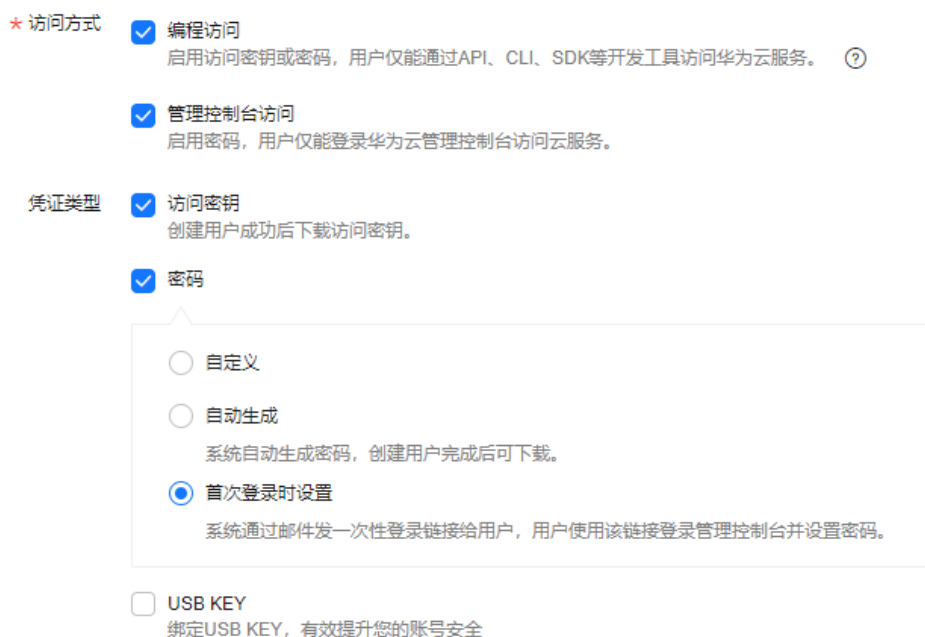 * 访问方式
编程访问
启用访问密钥或密码，用户仅能通过API、CLI、SDK等开发工具访问华为云服务。 ?
管理控制台访问
启用密码，用户仅能登录华为云管理控制台访问云服务。
凭证类型
访问密钥
创建用户成功后下载访问密钥。
密码
自定义
自动生成
系统自动生成密码，创建用户完成后可下载。
首次登录时设置
系统通过邮件发一次性登录链接给用户，用户使用该链接登录管理控制台并设置密码。
USB KEY
绑定USB KEY，有效提升您的账号安全